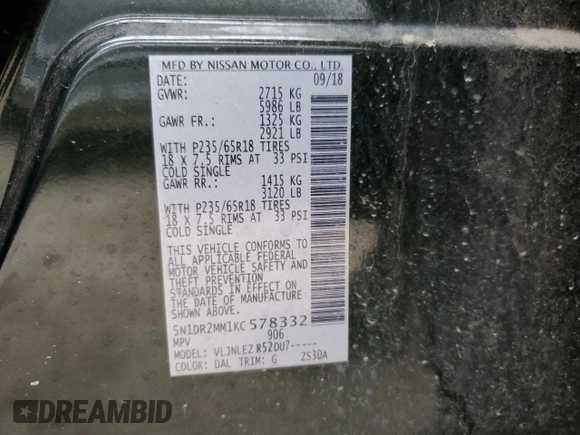 MFD BY NISSAN MOTOR CO., LTD.
DATE: 09/18
GVWR: 2715 KG
5986 LB
GAWR FR.: 1325 KG
2921 LB
WITH P235/65R18 TIRES
18 X 7.5 RIMS AT 33 PSI
COLD SINGLE
GAWR RR.: 1415 KG
3120 LB
WITH P235/65R18 TIRES
18 X 7.5 RIMS AT 33 PSI
COLD SINGLE
THIS VEHICLE CONFORMS TO
ALL APPLICABLE FEDERAL
MOTOR VEHICLE SAFETY AND
THEFT PREVENTION
STANDARDS IN EFFECT ON
THE DATE OF MANUFACTURE
SHOWN ABOVE.
5N1DR2MM1KC578332
MPV 906
MODEL: VLJNLEZ R52DU7-----
COLOR: DAL TRIM: G ZS30A
DREAMBID